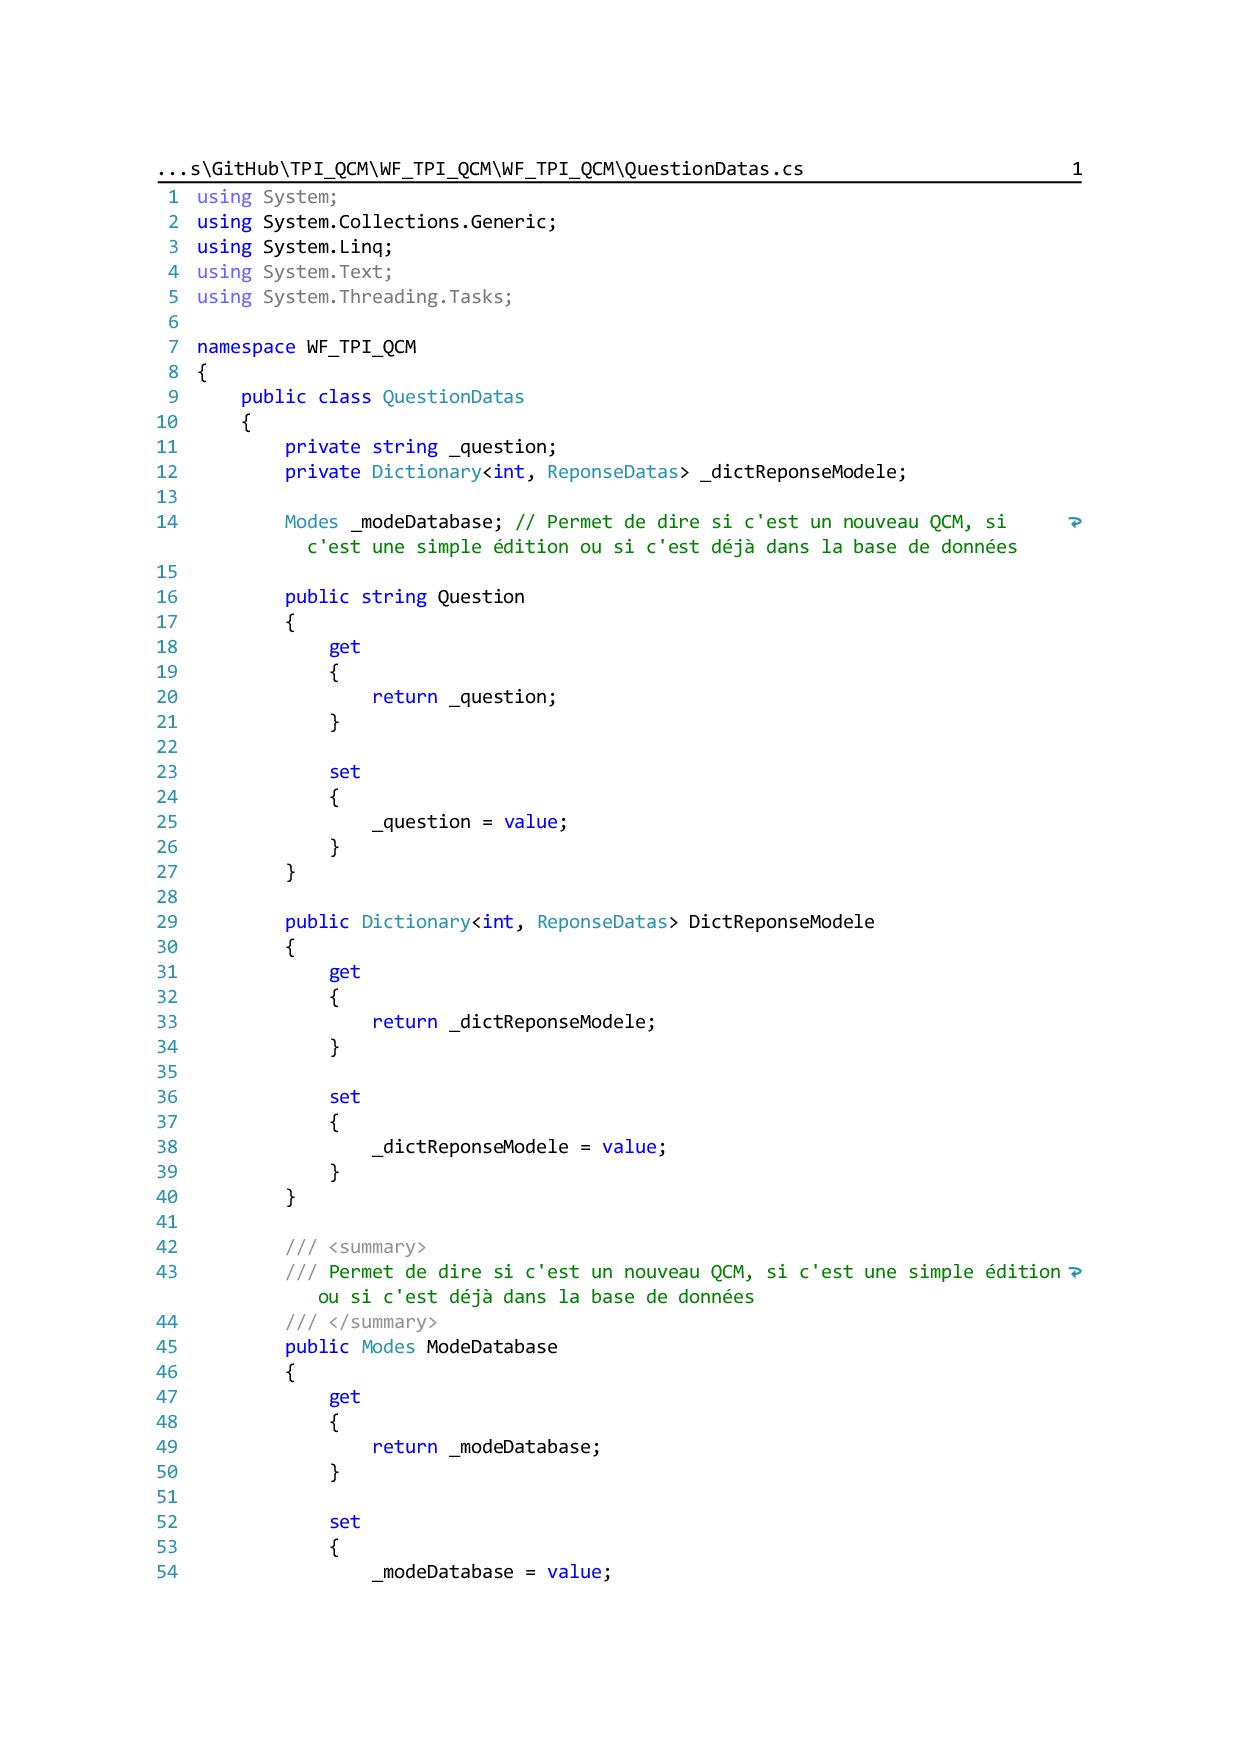 ...s\GitHub\TPI_QCM\WF_TPI_QCM\WF_TPI_QCM\QuestionDatas.cs 1
1 using System;
2 using System.Collections.Generic;
3 using System.Linq;
4 using System.Text;
5 using System.Threading.Tasks;
6
7 namespace WF_TPI_QCM
8 {
9     public class QuestionDatas
10     {
11         private string _question;
12         private Dictionary<int, ReponseDatas> _dictReponseModele;
13
14         Modes _modeDatabase; // Permet de dire si c'est un nouveau QCM, si
c'est une simple édition ou si c'est déjà dans la base de données
15
16         public string Question
17         {
18             get
19             {
20                 return _question;
21             }
22
23             set
24             {
25                 _question = value;
26             }
27         }
28
29         public Dictionary<int, ReponseDatas> DictReponseModele
30         {
31             get
32             {
33                 return _dictReponseModele;
34             }
35
36             set
37             {
38                 _dictReponseModele = value;
39             }
40         }
41
42         /// <summary>
43         /// Permet de dire si c'est un nouveau QCM, si c'est une simple édition
ou si c'est déjà dans la base de données
44         /// </summary>
45         public Modes ModeDatabase
46         {
47             get
48             {
49                 return _modeDatabase;
50             }
51
52             set
53             {
54                 _modeDatabase = value;